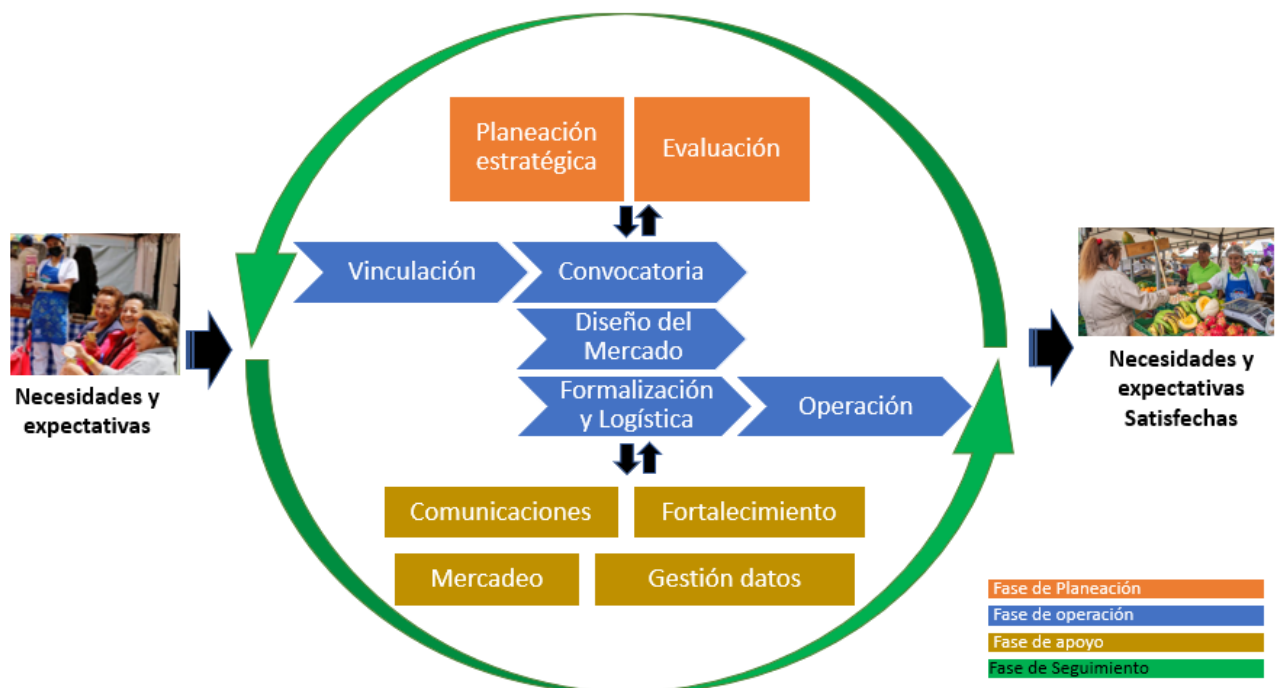 Planeación
estratégica
Evaluación
Vinculación
Convocatoria
Diseño del
Mercado
Formalización
y Logística
Operación
Necesidades y
expectativas
Necesidades y
expectativas
Satisfechas
Comunicaciones
Fortalecimiento
Mercadeo
Gestión datos
Fase de Planeación
Fase de operación
Fase de apoyo
Fase de Seguimiento